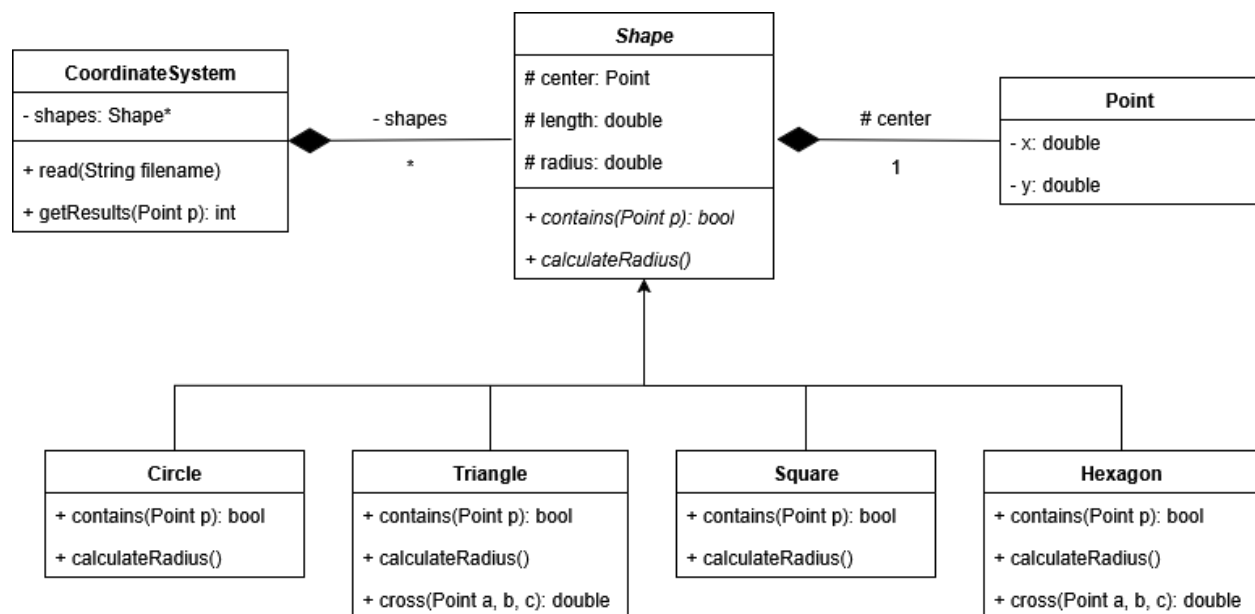 CoordinateSystem
- shapes: Shape*
+ read(String filename)
+ getResults(Point p): int
- shapes
*
Shape
# center: Point
# length: double
# radius: double
+ contains(Point p): bool
+ calculateRadius()
# center
1
Point
- x: double
- y: double
Circle
+ contains(Point p): bool
+ calculateRadius()
Triangle
+ contains(Point p): bool
+ calculateRadius()
+ cross(Point a, b, c): double
Square
+ contains(Point p): bool
+ calculateRadius()
Hexagon
+ contains(Point p): bool
+ calculateRadius()
+ cross(Point a, b, c): double